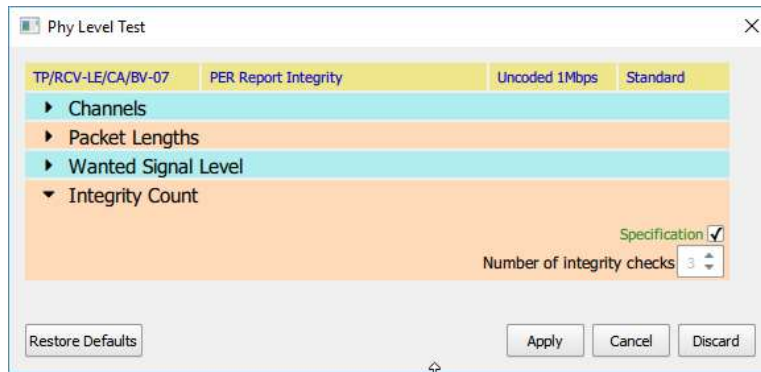 Phy Level Test
TP/RCV-LE/CA/BV-07 PER Report Integrity Uncoded 1Mbps Standard
Channels
Packet Lengths
Wanted Signal Level
Integrity Count
Specification
Number of integrity checks 3
Restore Defaults Apply Cancel Discard